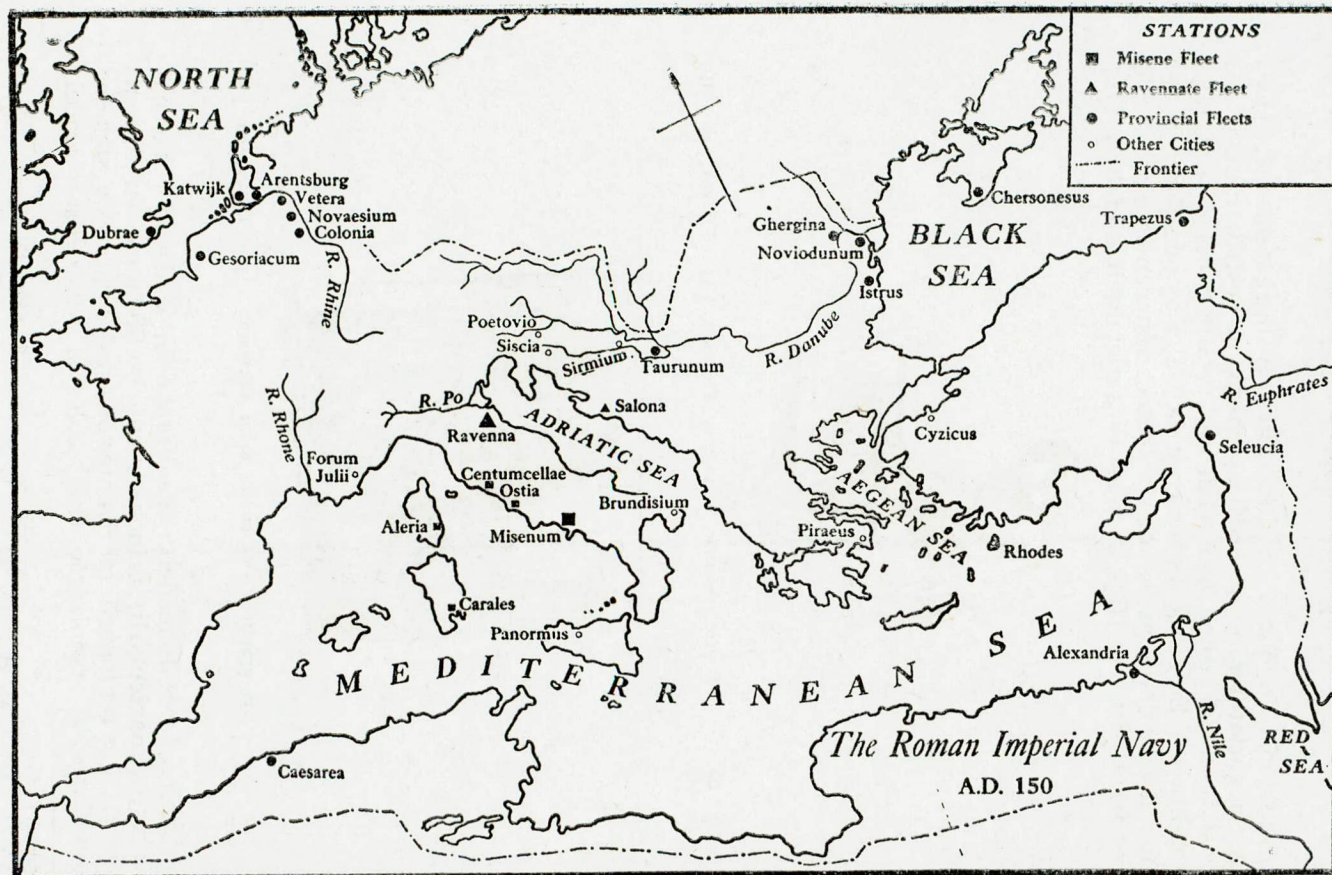 STATIONS
Misene Fleet
Ravennate Fleet
Provincial Fleets
Other Cities
Frontier
NORTH
SEA
Katwijk
Arentsburg
Vetera
Novaesium
Colonia
Dubrae
Gesoriacum
R. Rhine
Chersonesus
Trapezus
Ghergina
Noviodunum
BLACK
SEA
Istrus
Poetovio
Siscia
Sirmium
Taurunum
R. Danube
R. Euphrates
R. Rhone
R. Po
Ravenna
ADRIATIC SEA
Salona
Cyzicus
Seleucia
Forum
Julii
Centumcellae
Ostia
Brundisium
AEGEAN SEA
Aleria
Misenum
Piraeus
Rhodes
Carales
Panormus
Alexandria
MEDITERRANEAN SEA
R. Nile
RED
SEA
Caesarea
The Roman Imperial Navy
A.D. 150